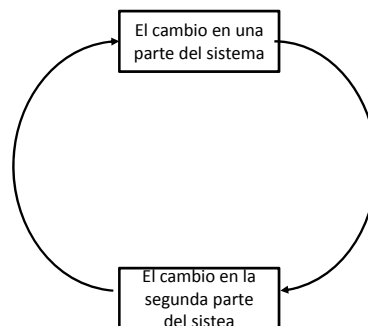 El cambio en una
parte del sistema
El cambio en la
segunda parte
del sistea